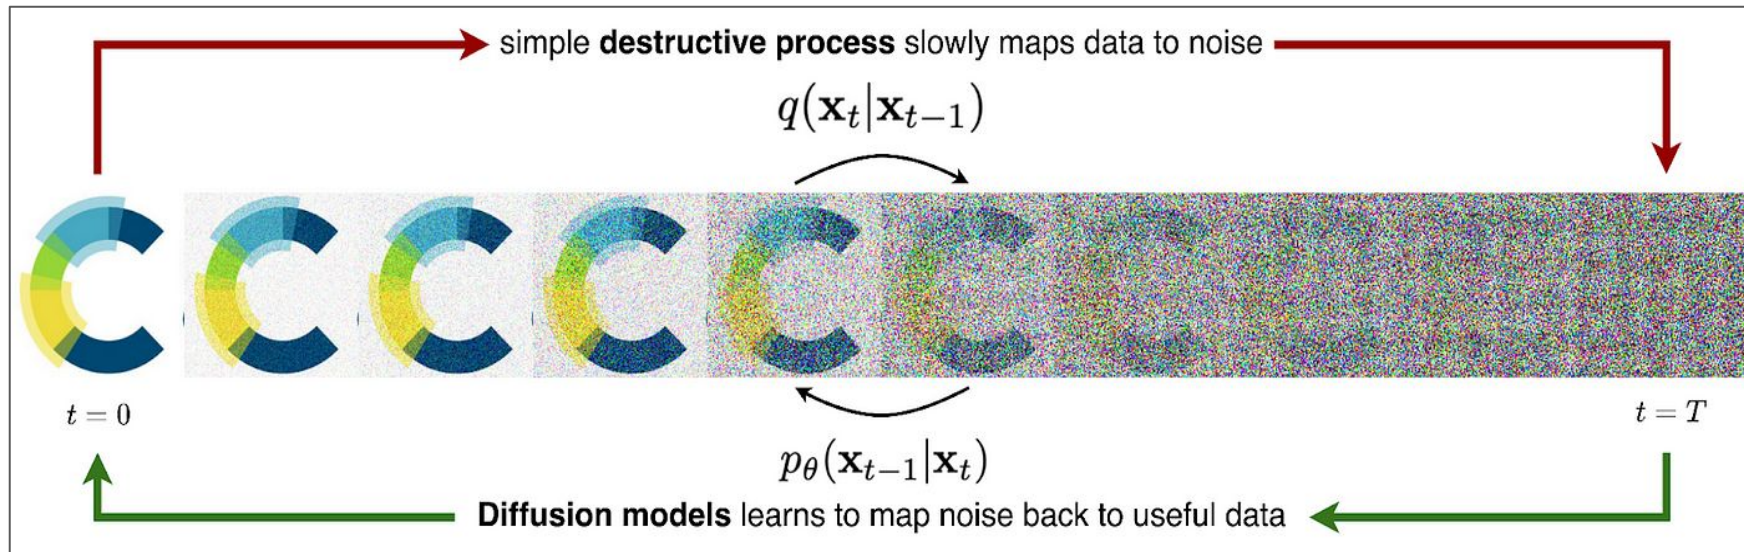 simple destructive process slowly maps data to noise
q(𝐱ₜ|𝐱ₜ₋₁)
t = 0
t = T
p_θ(𝐱ₜ₋₁|𝐱ₜ)
Diffusion models learns to map noise back to useful data